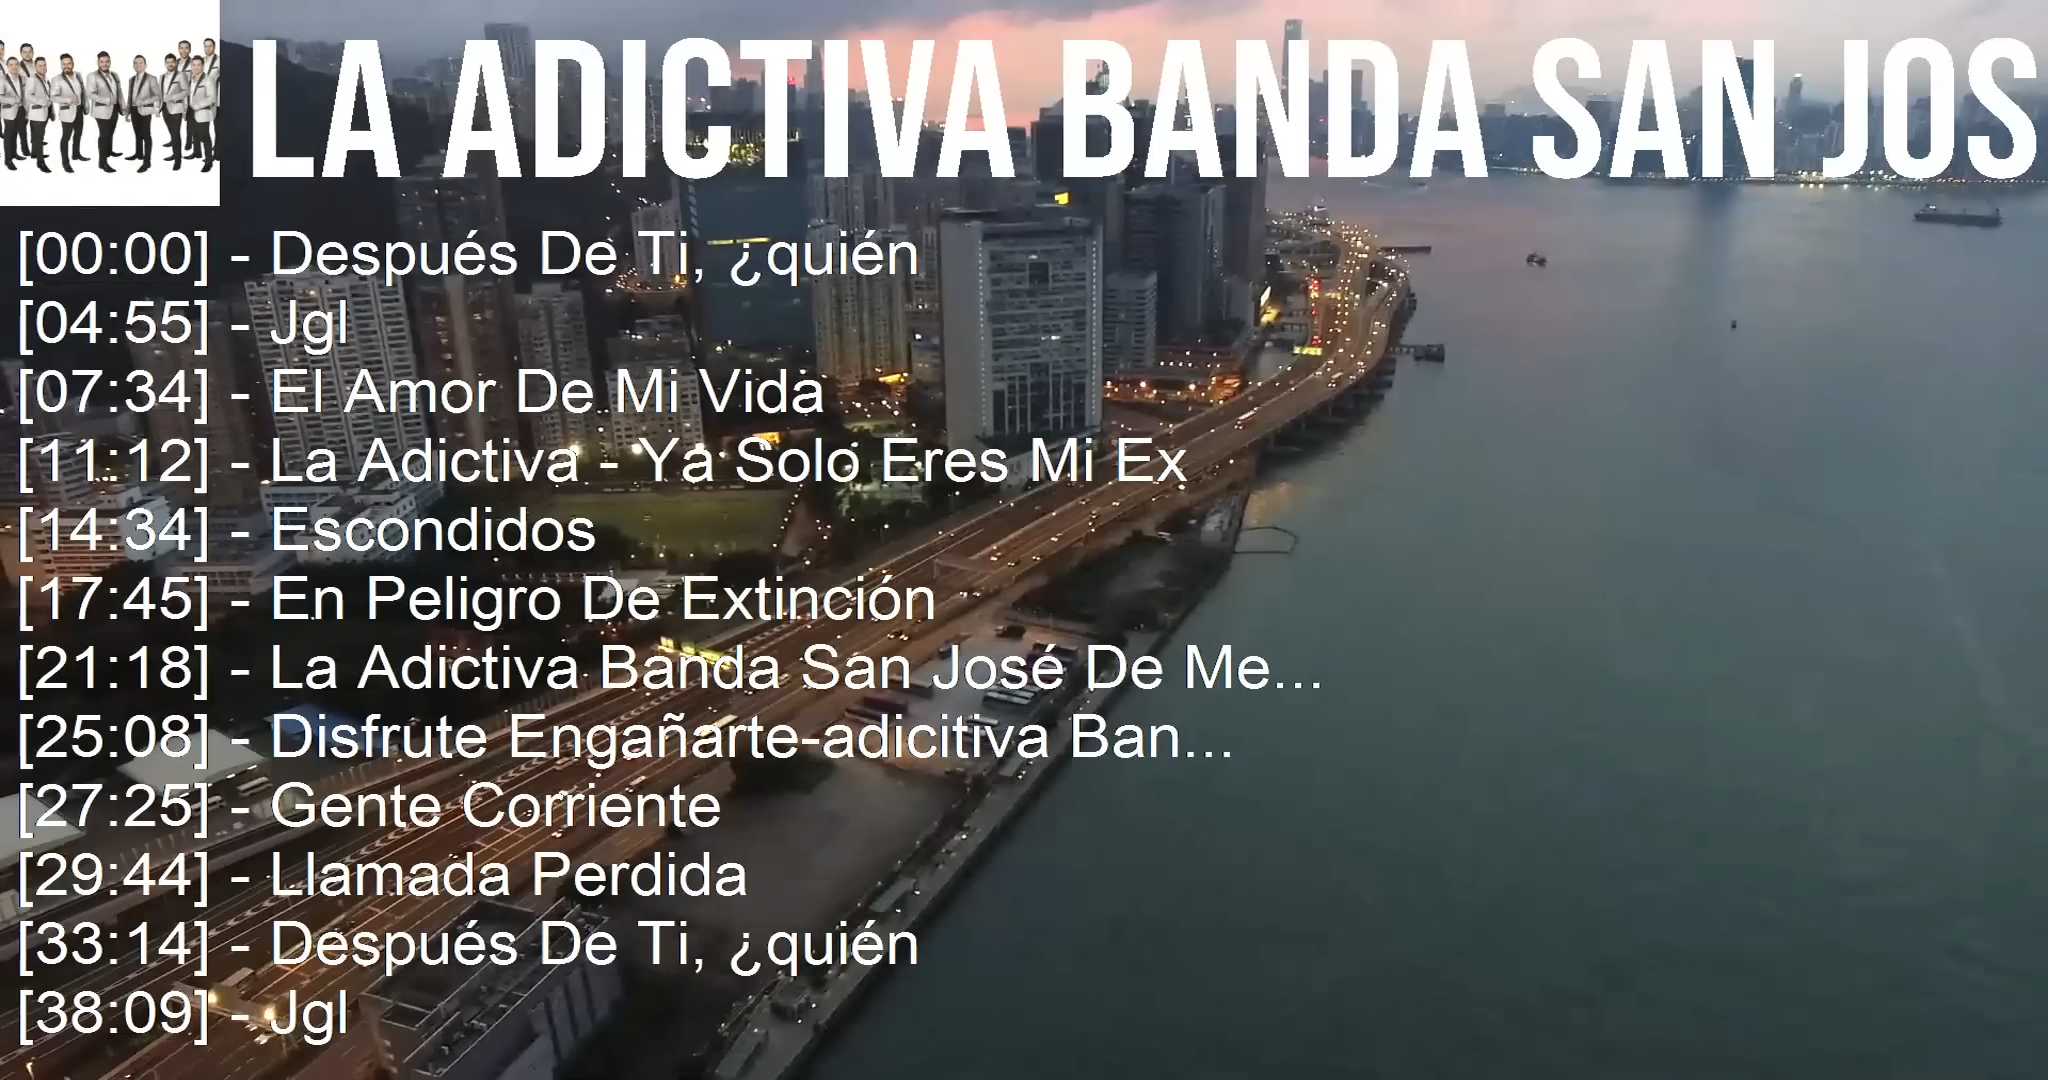 LA ADICTIVA BANDA SAN JOS
[00:00] - Después De Ti, ¿quién
[04:55] - Jgl
[07:34] - El Amor De Mi Vida
[11:12] - La Adictiva - Ya Solo Eres Mi Ex
[14:34] - Escondidos
[17:45] - En Peligro De Extinción
[21:18] - La Adictiva Banda San José De Me...
[25:08] - Disfrute Engañarte-adicitiva Ban...
[27:25] - Gente Corriente
[29:44] - Llamada Perdida
[33:14] - Después De Ti, ¿quién
[38:09] - Jgl